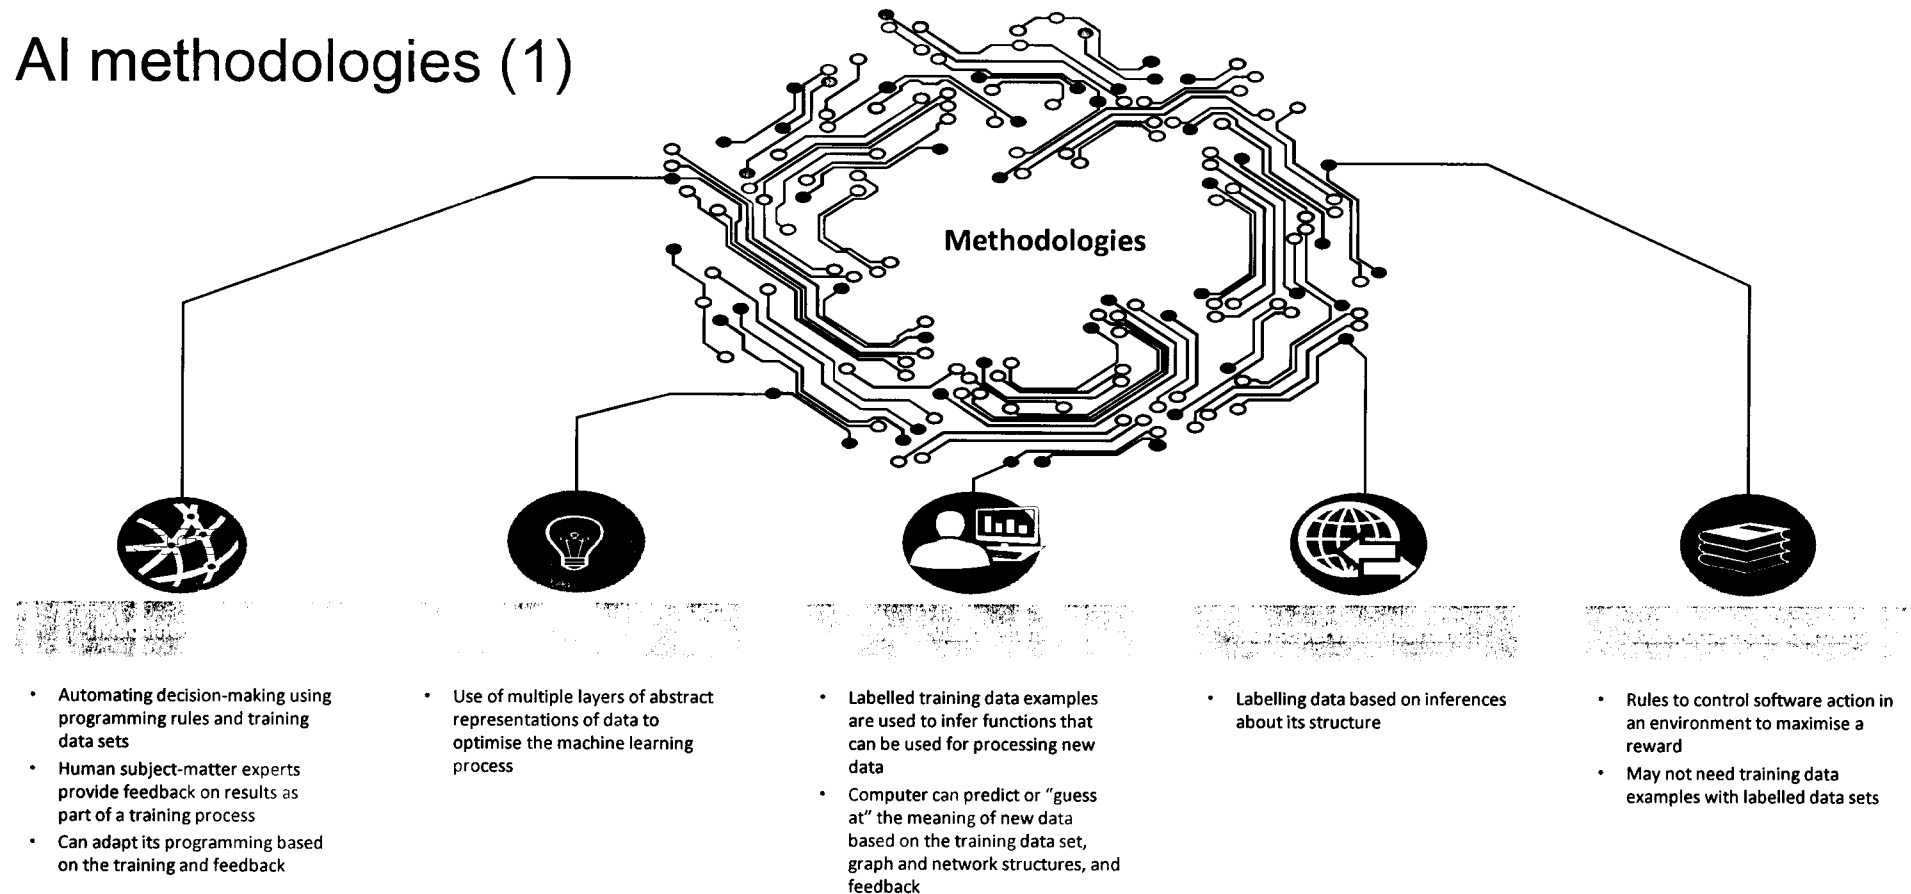 AI methodologies (1)
Methodologies
• Automating decision-making using
programming rules and training
data sets
• Human subject-matter experts
provide feedback on results as
part of a training process
• Can adapt its programming based
on the training and feedback
• Use of multiple layers of abstract
representations of data to
optimise the machine learning
process
• Labelled training data examples
are used to infer functions that
can be used for processing new
data
• Computer can predict or “guess
at” the meaning of new data
based on the training data set,
graph and network structures, and
feedback
• Labelling data based on inferences
about its structure
• Rules to control software action in
an environment to maximise a
reward
• May not need training data
examples with labelled data sets